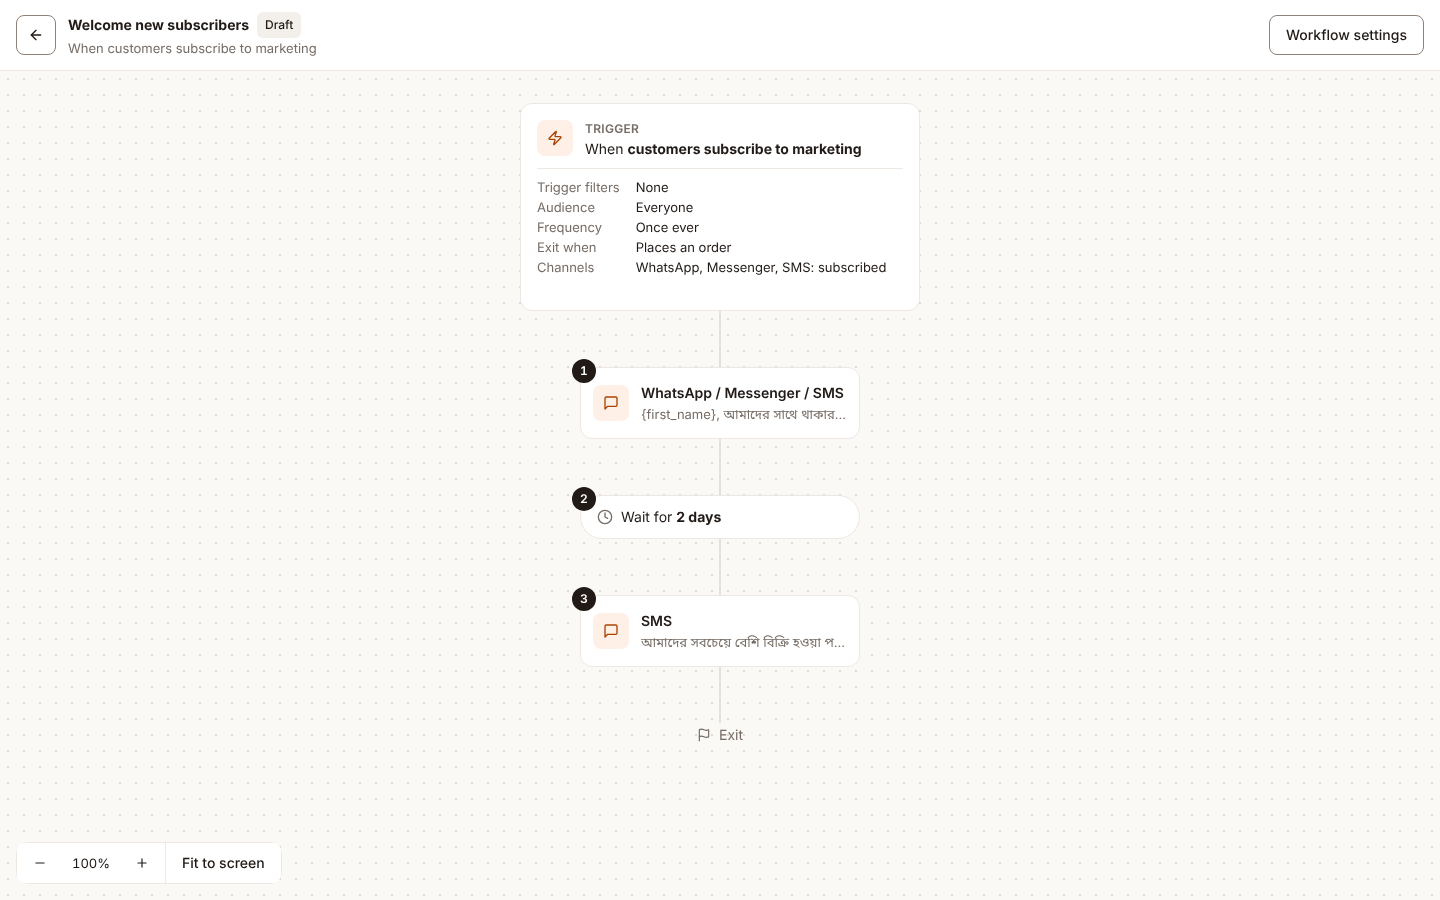 Welcome new subscribers Draft
When customers subscribe to marketing
Workflow settings
TRIGGER
When customers subscribe to marketing
Trigger filters None
Audience Everyone
Frequency Once ever
Exit when Places an order
Channels WhatsApp, Messenger, SMS: subscribed
1
WhatsApp / Messenger / SMS
{first_name}, আমাদের সাথে থাকার...
2
Wait for 2 days
3
SMS
আমাদের সবচেয়ে বেশি বিক্রি হওয়া প...
Exit
100% Fit to screen